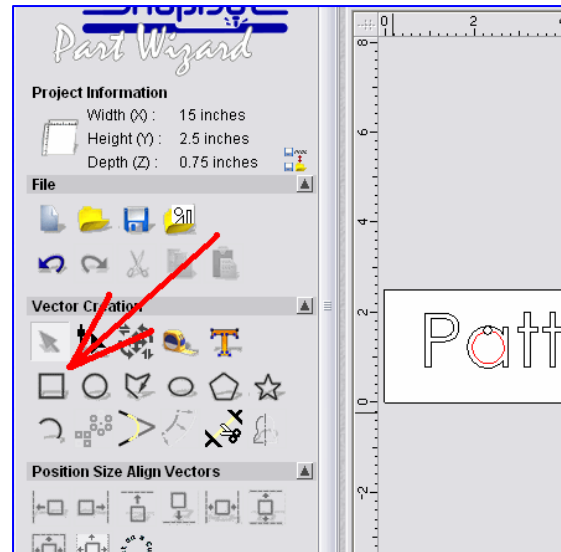 ShopBot
Part Wizard
Project Information
Width (X) : 15 inches
Height (Y) : 2.5 inches
Depth (Z) : 0.75 inches
File
Vector Creation
T
Position Size Align Vectors
0 2
6
4
2
0
-2
Patt